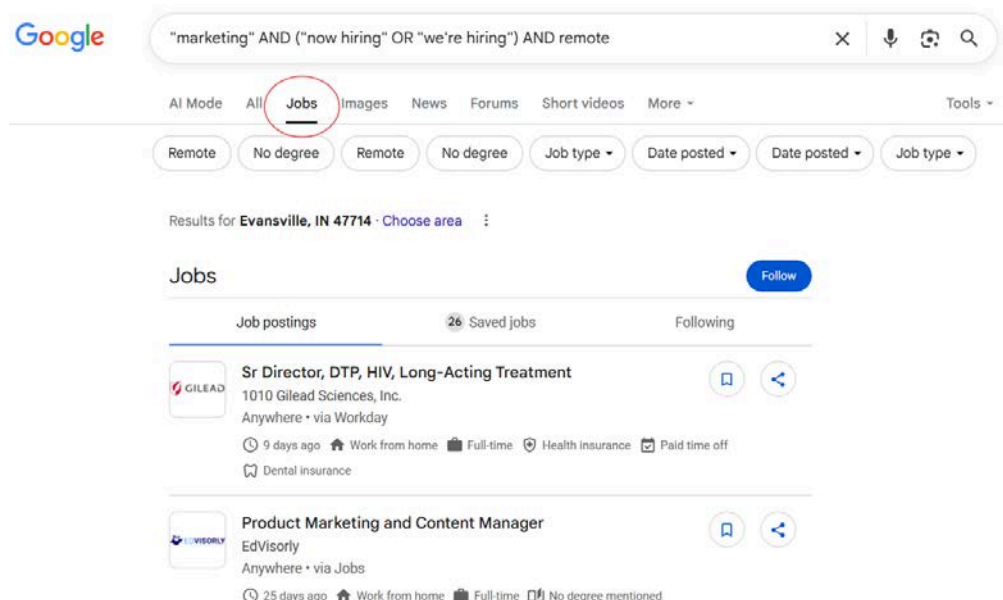 Google
"marketing" AND ("now hiring" OR "we're hiring") AND remote
AI Mode All Jobs Images News Forums Short videos More Tools
Remote No degree Remote No degree Job type Date posted Date posted Job type
Results for Evansville, IN 47714 · Choose area
Jobs
Follow
Job postings 26 Saved jobs Following
GILEAD
Sr Director, DTP, HIV, Long-Acting Treatment
1010 Gilead Sciences, Inc.
Anywhere • via Workday
9 days ago Work from home Full-time Health insurance Paid time off
Dental insurance
EDVISORLY
Product Marketing and Content Manager
EdVisorly
Anywhere • via Jobs
25 days ago Work from home Full-time No degree mentioned